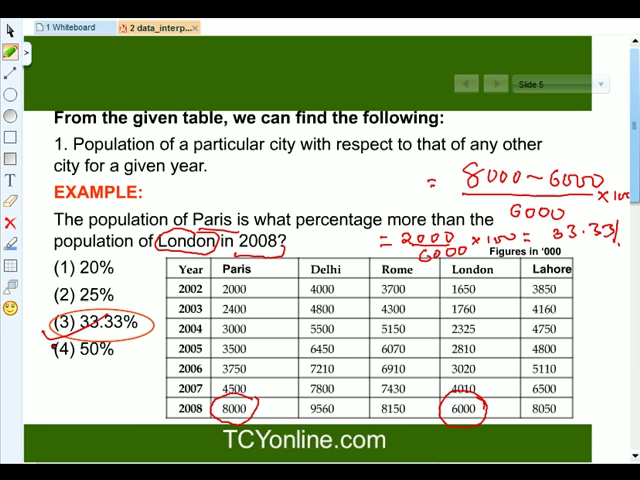 1 Whiteboard
2 data_interp...
Slide 5
From the given table, we can find the following:
1. Population of a particular city with respect to that of any other
city for a given year.
= 8000 - 6000 / 6000 × 100
EXAMPLE:
The population of Paris is what percentage more than the
population of London in 2008?
= 2000 / 6000 × 100 = 33.33%
(1) 20%
(2) 25%
(3) 33.33%
(4) 50%
Figures in '000
Year Paris Delhi Rome London Lahore
2002 2000 4000 3700 1650 3850
2003 2400 4800 4300 1760 4160
2004 3000 5500 5150 2325 4750
2005 3500 6450 6070 2810 4800
2006 3750 7210 6910 3020 5110
2007 4500 7800 7430 4010 6500
2008 8000 9560 8150 6000 8050
TCYonline.com